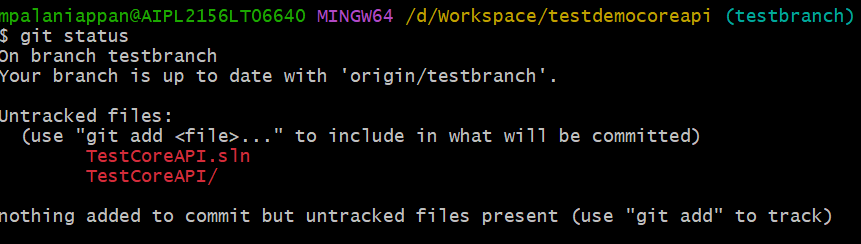 mpalaniappan@AIPL2156LT06640 MINGW64 /d/Workspace/testdemocoreapi (testbranch)
$ git status
On branch testbranch
Your branch is up to date with 'origin/testbranch'.

Untracked files:
  (use "git add <file>..." to include in what will be committed)
        TestCoreAPI.sln
        TestCoreAPI/

nothing added to commit but untracked files present (use "git add" to track)